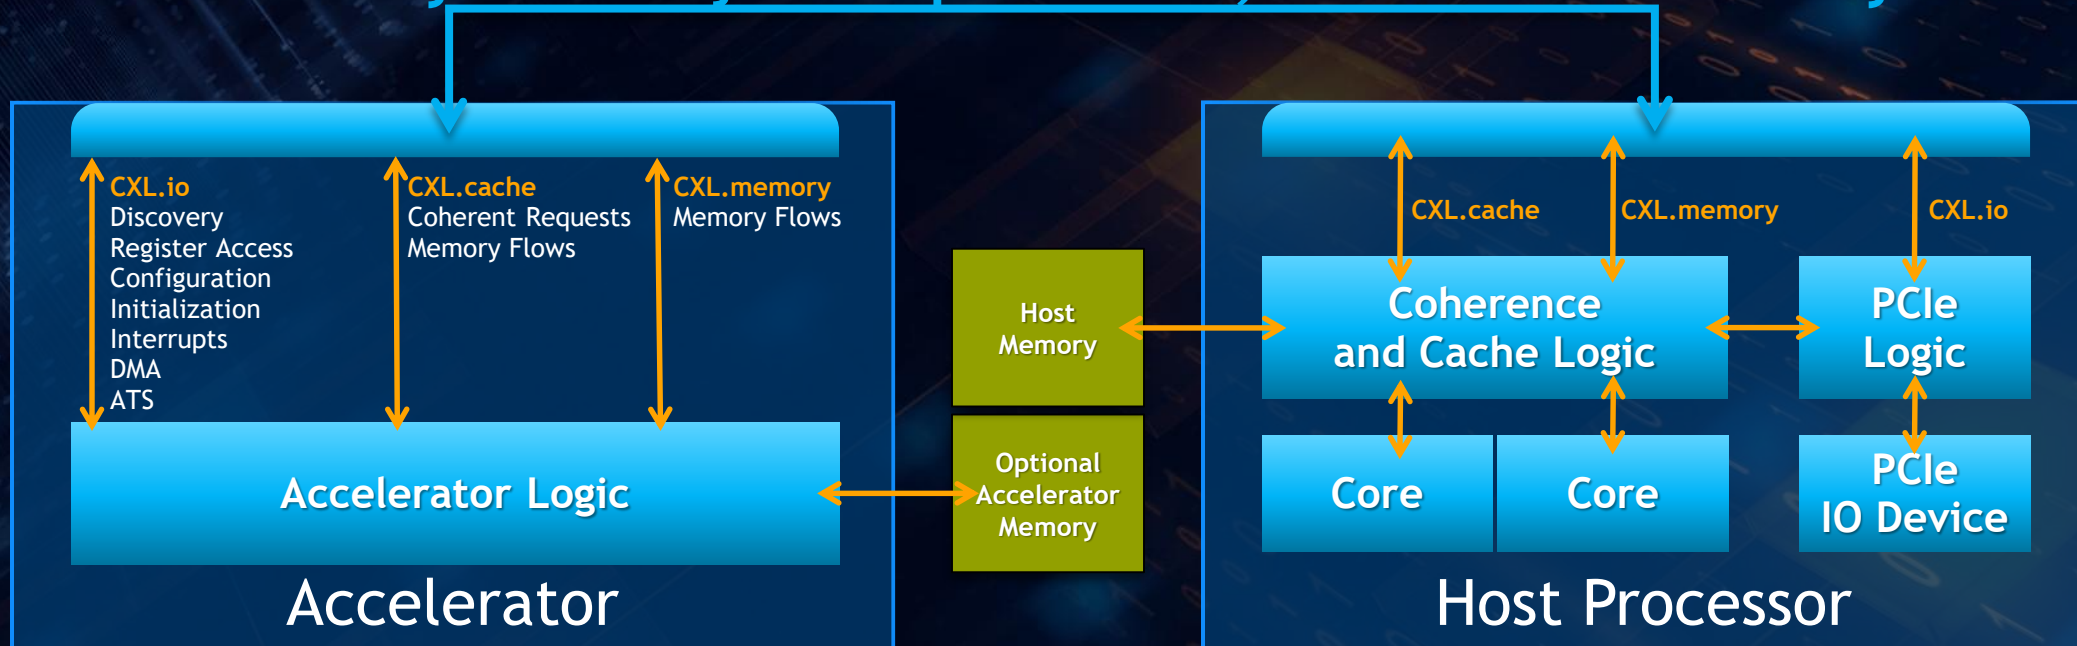 CXL.io
Discovery
Register Access
Configuration
Initialization
Interrupts
DMA
ATS
CXL.cache
Coherent Requests
Memory Flows
CXL.memory
Memory Flows
Accelerator Logic
Accelerator
Host
Memory
Optional
Accelerator
Memory
CXL.cache
CXL.memory
CXL.io
Coherence
and Cache Logic
PCIe
Logic
Core
Core
PCIe
IO Device
Host Processor